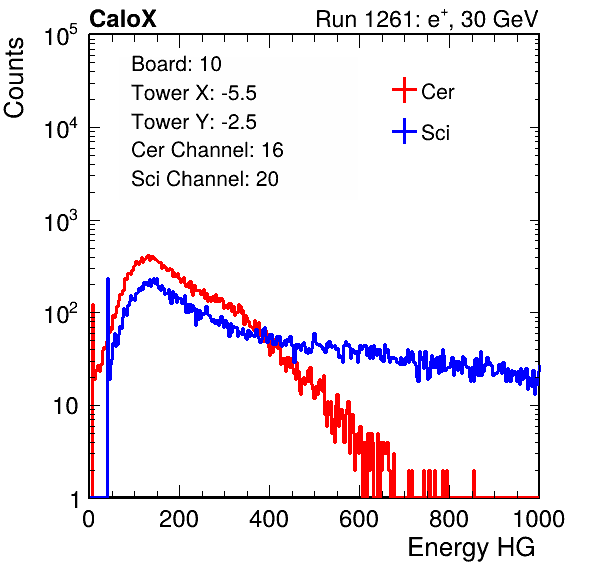 CaloX Run 1261: e⁺, 30 GeV
Counts
Board: 10
Tower X: -5.5
Tower Y: -2.5
Cer Channel: 16
Sci Channel: 20
Cer
Sci
10⁵
10⁴
10³
10²
10
1
0 200 400 600 800 1000
Energy HG